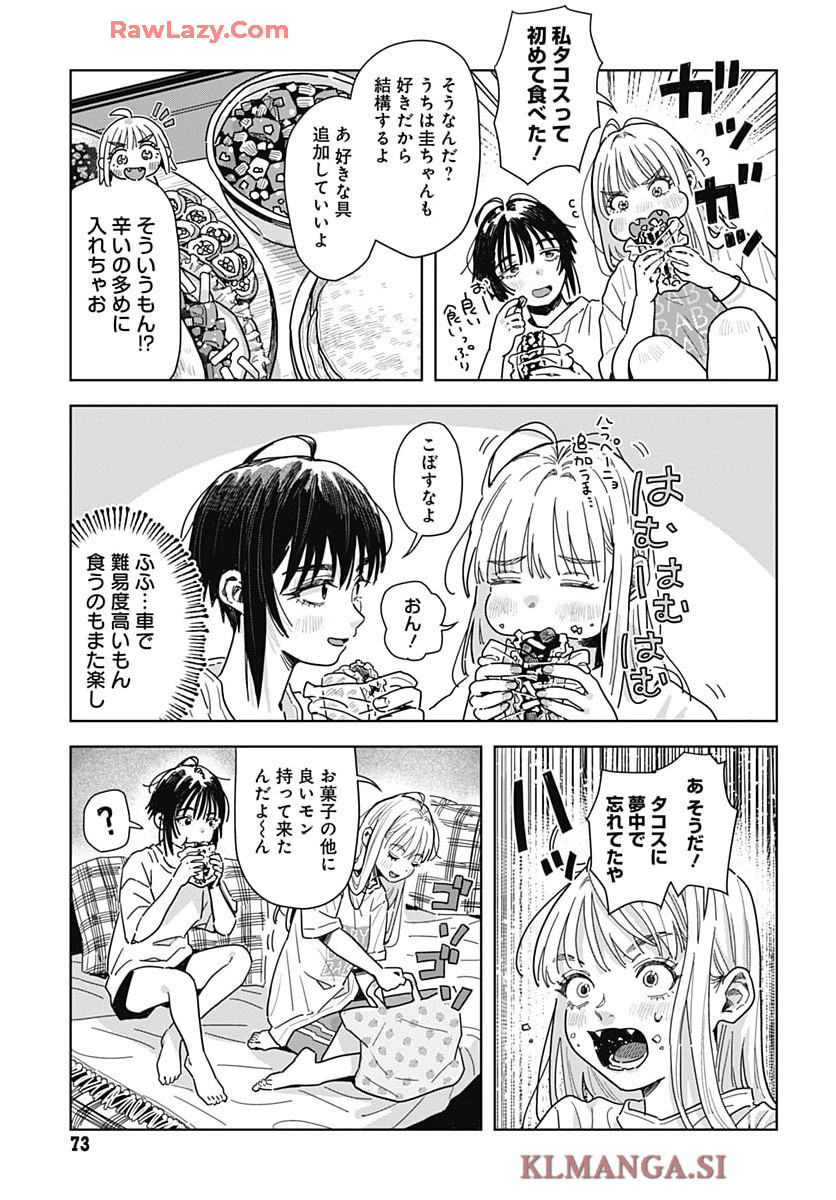 RawLazy.Com
私タコスって
初めて食べた!
ガッ
ガッ
BABY
BABY
おー
良い
食いっぷり
そうなんだ?
うちは圭ちゃんも
好きだから
結構するよ
あ 好きな具
追加していいよ
そういうもん!?
辛いの多めに
入れちゃお
ハラペーニョ
追加うま…
はむはむ
はむーはむ
こぼすなよ
おん!
ふふ…車で
難易度高いもん
食うのもまた楽し
あ そうだ!
タコスに
夢中で
忘れてたや
お菓子の他に
良いモン
持って来た
んだよ〜ん
ゴソゴソ
?
73
KLMANGA.SI